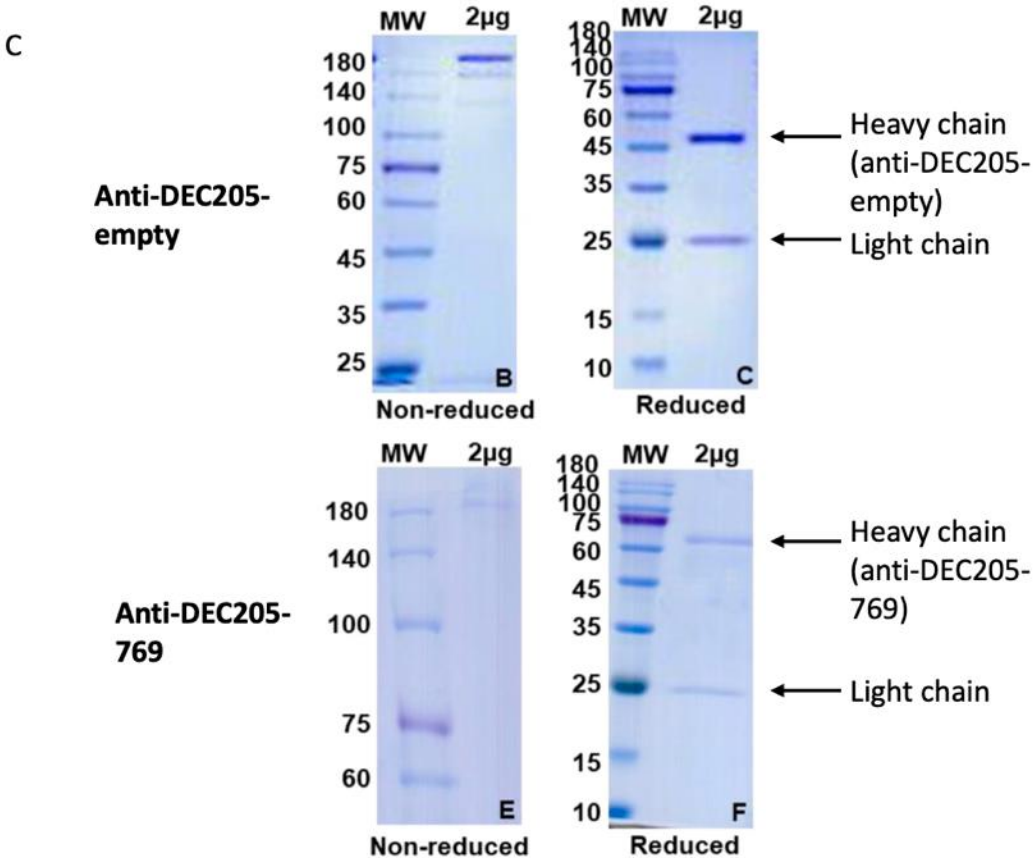 C
MW 2µg
180
140
100
75
60
45
35
25
B
Non-reduced
MW 2µg
180
140
100
75
60
45
35
25
15
10
C
Reduced
Anti-DEC205-
empty
Heavy chain
(anti-DEC205-
empty)
Light chain
MW 2µg
180
140
100
75
60
E
Non-reduced
MW 2µg
180
140
100
75
60
45
35
25
15
10
F
Reduced
Anti-DEC205-
769
Heavy chain
(anti-DEC205-
769)
Light chain